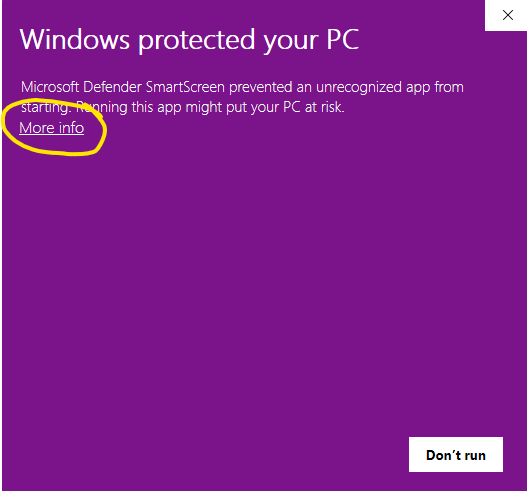 Windows protected your PC
Microsoft Defender SmartScreen prevented an unrecognized app from
starting. Running this app might put your PC at risk.
More info
Don't run